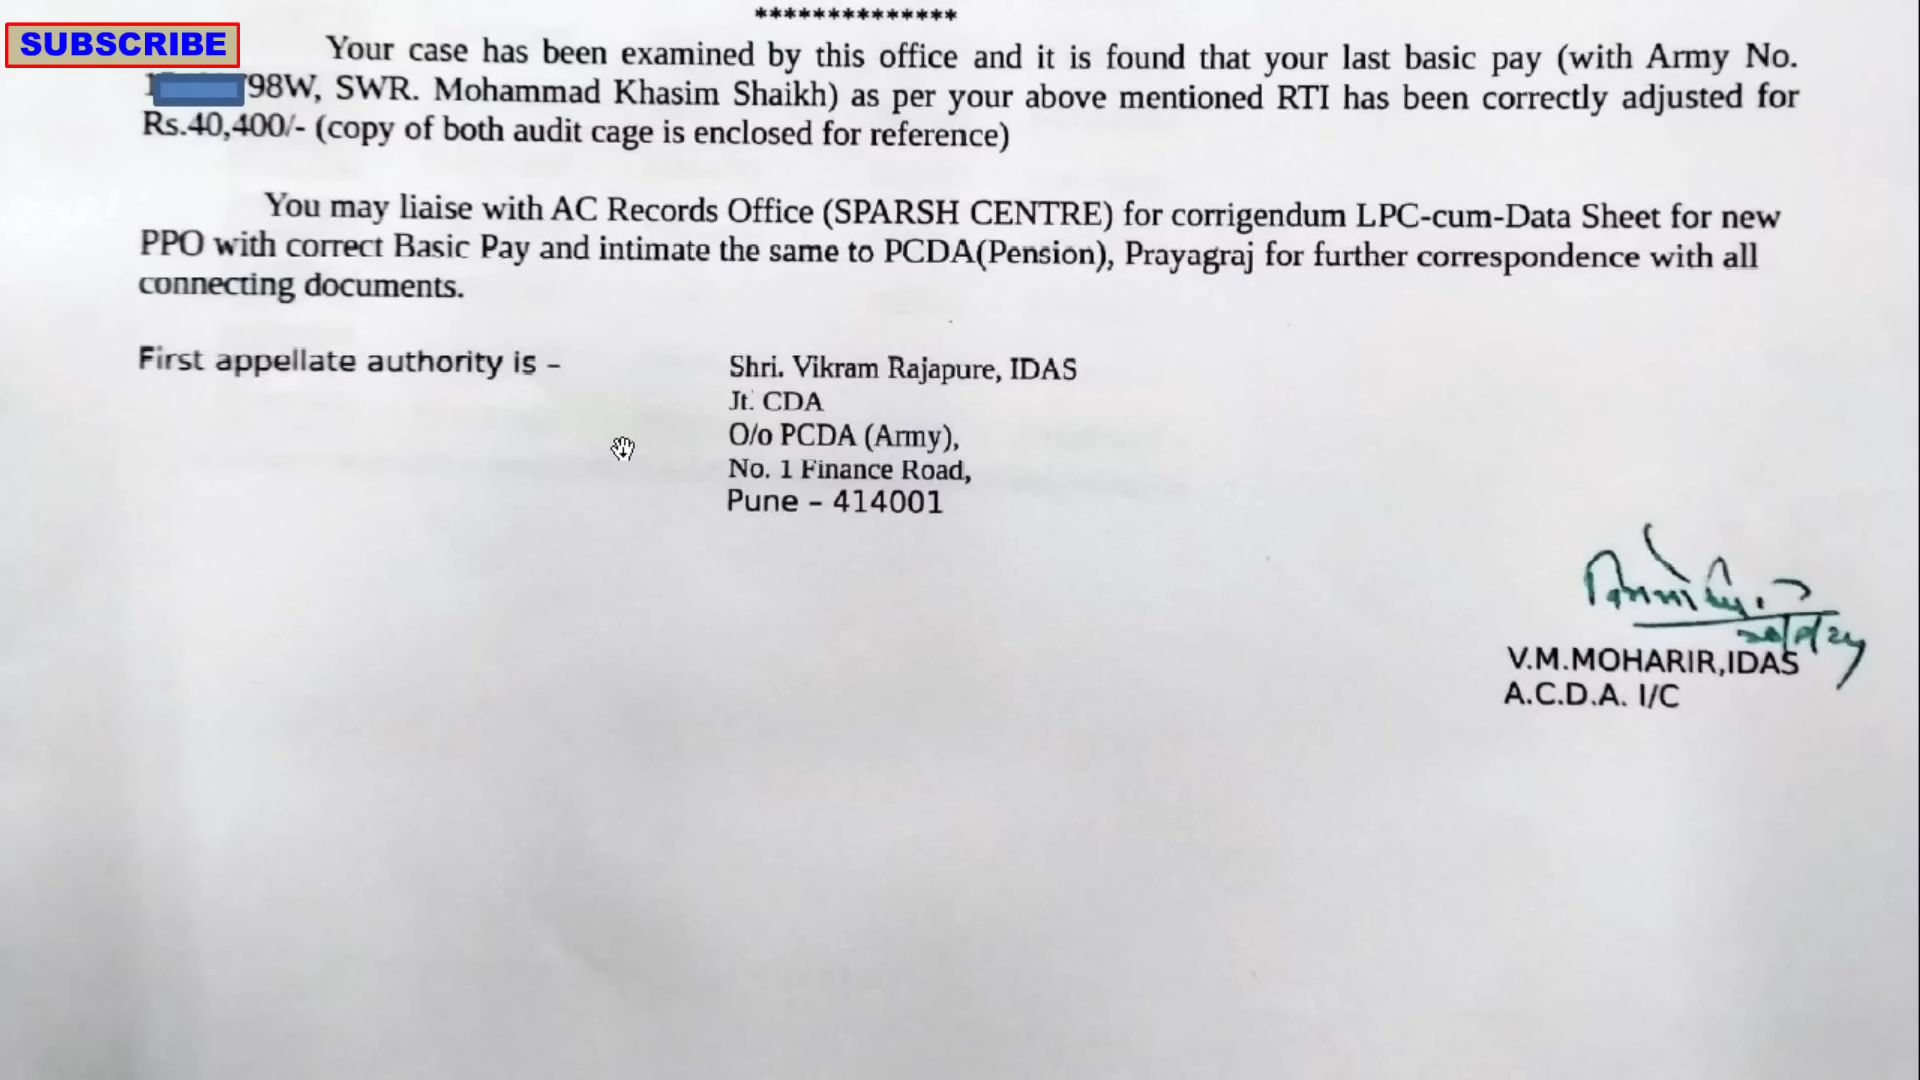 **************
SUBSCRIBE
Your case has been examined by this office and it is found that your last basic pay (with Army No.
98W, SWR. Mohammad Khasim Shaikh) as per your above mentioned RTI has been correctly adjusted for
Rs.40,400/- (copy of both audit cage is enclosed for reference)
You may liaise with AC Records Office (SPARSH CENTRE) for corrigendum LPC-cum-Data Sheet for new
PPO with correct Basic Pay and intimate the same to PCDA(Pension), Prayagraj for further correspondence with all
connecting documents.
First appellate authority is –
Shri. Vikram Rajapure, IDAS
Jt. CDA
O/o PCDA (Army),
No. 1 Finance Road,
Pune – 414001
V.M.MOHARIR,IDAS
A.C.D.A. I/C